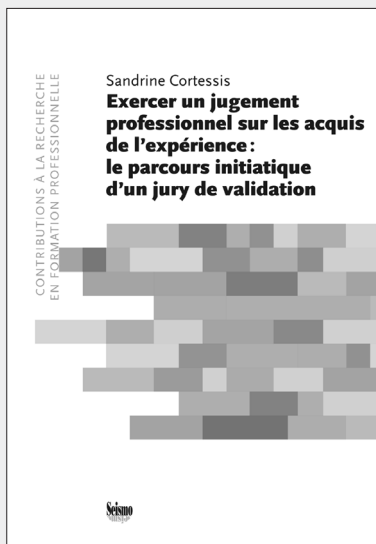 CONTRIBUTIONS À LA RECHERCHE
EN FORMATION PROFESSIONNELLE
Sandrine Cortessis
Exercer un jugement
professionnel sur les acquis
de l’expérience :
le parcours initiatique
d’un jury de validation
Seismo